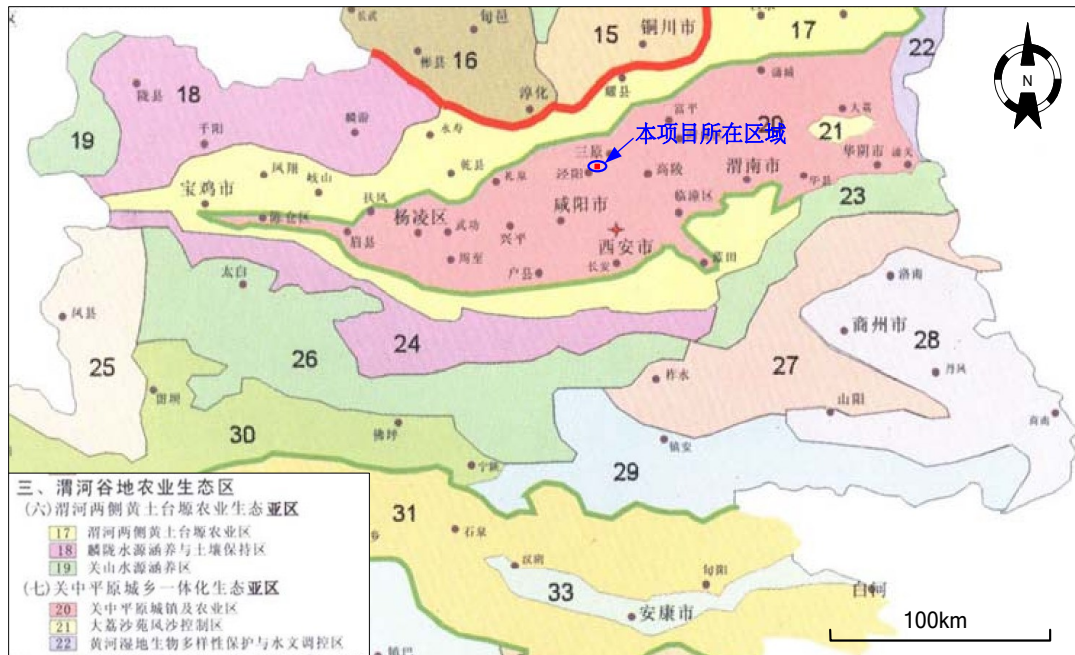 长武
旬邑
15
铜川市
17
22
彬县
16
蒲城
陇县
18
淳化
耀县
麟游
富平
大荔
19
千阳
永寿
20
21
三原
本项目所在区域
华阴市
潼关
凤翔
乾县
泾阳
高陵
渭南市
宝鸡市
岐山
礼泉
华县
扶风
临潼区
23
陈仓区
杨凌区
武功
咸阳市
兴平
眉县
西安市
周至
户县
长安
蓝田
太白
洛南
凤县
24
商州市
28
25
26
27
柞水
丹凤
留坝
山阳
商南
30
佛坪
镇安
宁陕
29
31
石泉
汉阴
旬阳
33
白河
安康市
镇巴
N
100km
三、渭河谷地农业生态区
(六)渭河两侧黄土台塬农业生态亚区
17 渭河两侧黄土台塬农业区
18 麟陇水源涵养与土壤保持区
19 关山水源涵养区
(七)关中平原城乡一体化生态亚区
20 关中平原城镇及农业区
21 大荔沙苑风沙控制区
22 黄河湿地生物多样性保护与水文调控区